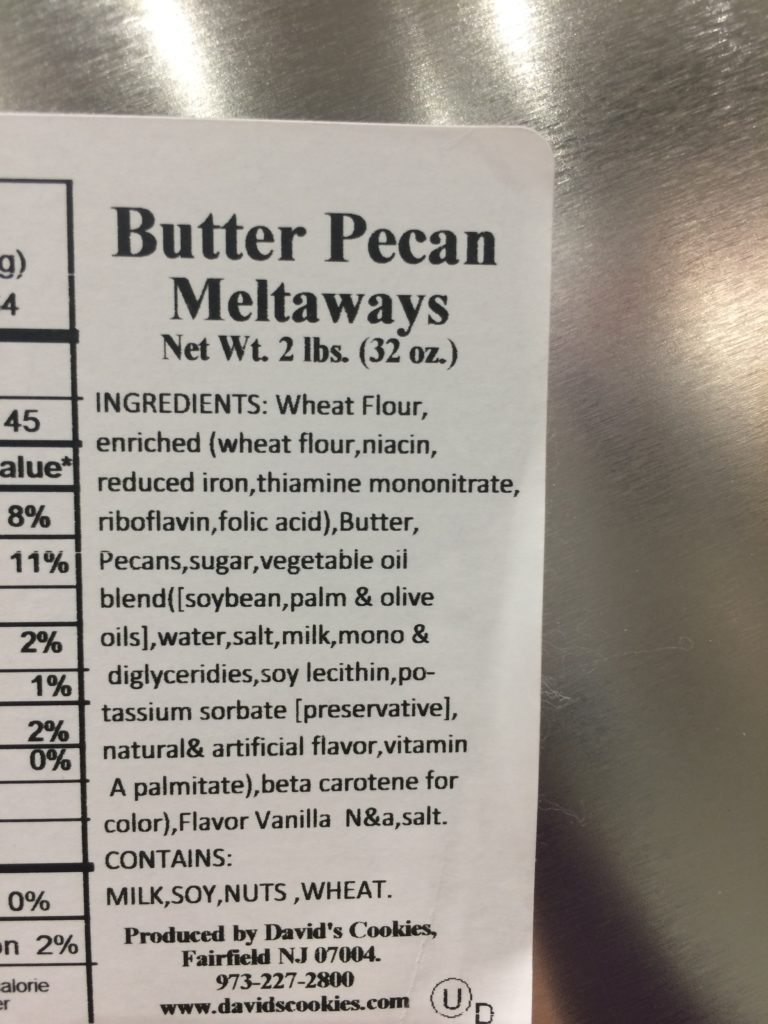 g)
4
45
alue*
8%
11%
2%
1%
2%
0%
0%
on 2%
alorie
er
Butter Pecan
Meltaways
Net Wt. 2 lbs. (32 oz.)
INGREDIENTS: Wheat Flour,
enriched (wheat flour,niacin,
reduced iron,thiamine mononitrate,
riboflavin,folic acid),Butter,
Pecans,sugar,vegetable oil
blend([soybean,palm & olive
oils],water,salt,milk,mono &
diglyceridies,soy lecithin,po-
tassium sorbate [preservative],
natural& artificial flavor,vitamin
A palmitate),beta carotene for
color),Flavor Vanilla N&a,salt.
CONTAINS:
MILK,SOY,NUTS ,WHEAT.
Produced by David's Cookies,
Fairfield NJ 07004.
973-227-2800
www.davidscookies.com U D